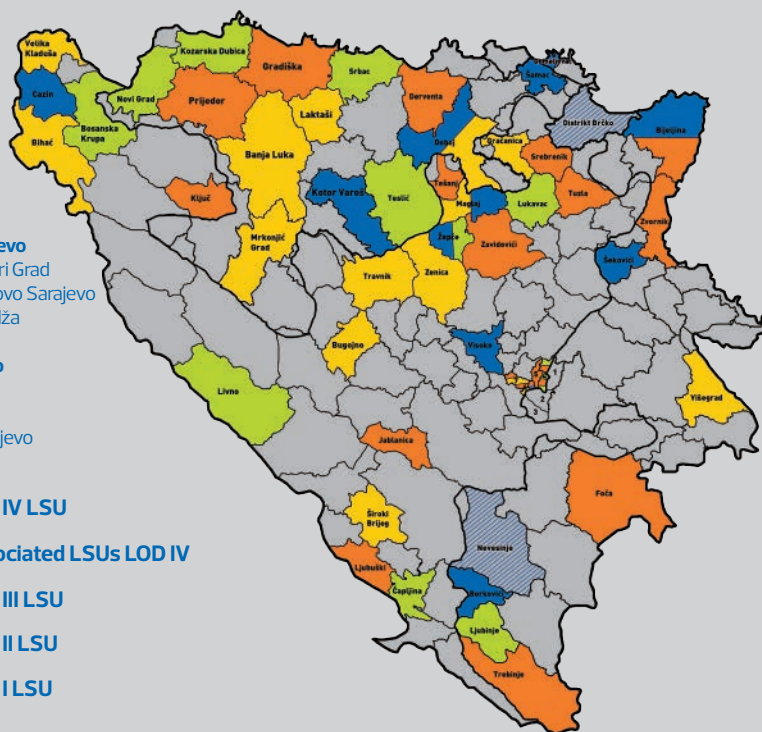 Velika
Kladuša
Cazin
Bihać
Bosanska
Krupa
Novi Grad
Kozarska Dubica
Prijedor
Gradiška
Srbac
Laktaši
Banja Luka
Derventa
Šamac
Distrikt Brčko
Bijeljina
Doboj
Gračanica
Srebrenik
Tešanj
Tuzla
Lukavac
Zvornik
Ključ
Kotor Varoš
Teslić
Maglaj
Žepče
Zavidovići
Šekovići
Mrkonjić
Grad
Travnik
Zenica
Bugojno
Visoko
Višegrad
2
3
Livno
Jablanica
Foča
Široki
Brijeg
Nevesinje
Ljubuški
Čapljina
Berkovići
Ljubinje
Trebinje
evo
ri Grad
ovo Sarajevo
dža
o
jevo
IV LSU
ociated LSUs LOD IV
III LSU
II LSU
I LSU